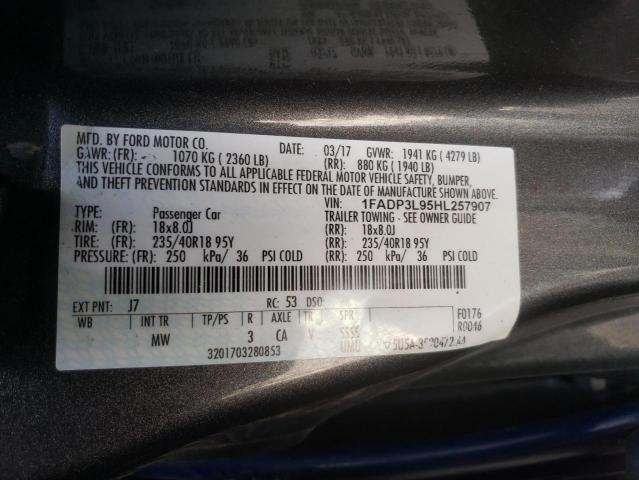 MFD. BY FORD MOTOR CO. DATE: 03/17 GVWR: 1941 KG ( 4279 LB)
GAWR: (FR): 1070 KG ( 2360 LB) (RR): 880 KG ( 1940 LB)
THIS VEHICLE CONFORMS TO ALL APPLICABLE FEDERAL MOTOR VEHICLE SAFETY, BUMPER,
AND THEFT PREVENTION STANDARDS IN EFFECT ON THE DATE OF MANUFACTURE SHOWN ABOVE.
VIN: 1FADP3L95HL257907
TYPE: Passenger Car TRAILER TOWING - SEE OWNER GUIDE
RIM: (FR) 18x8.0J (RR): 18x8.0J
TIRE: (FR) 235/40R18 95Y (RR): 235/40R18 95Y
PRESSURE: (FR) 250 kPa/ 36 PSI COLD (RR): 250 kPa/ 36 PSI COLD
EXT PNT: J7 RC: 53 DSO:
WB INT TR TP/PS R AXLE TR SPR F0176
MW 3 CA V SSSS R0046
3201703280853 UMU